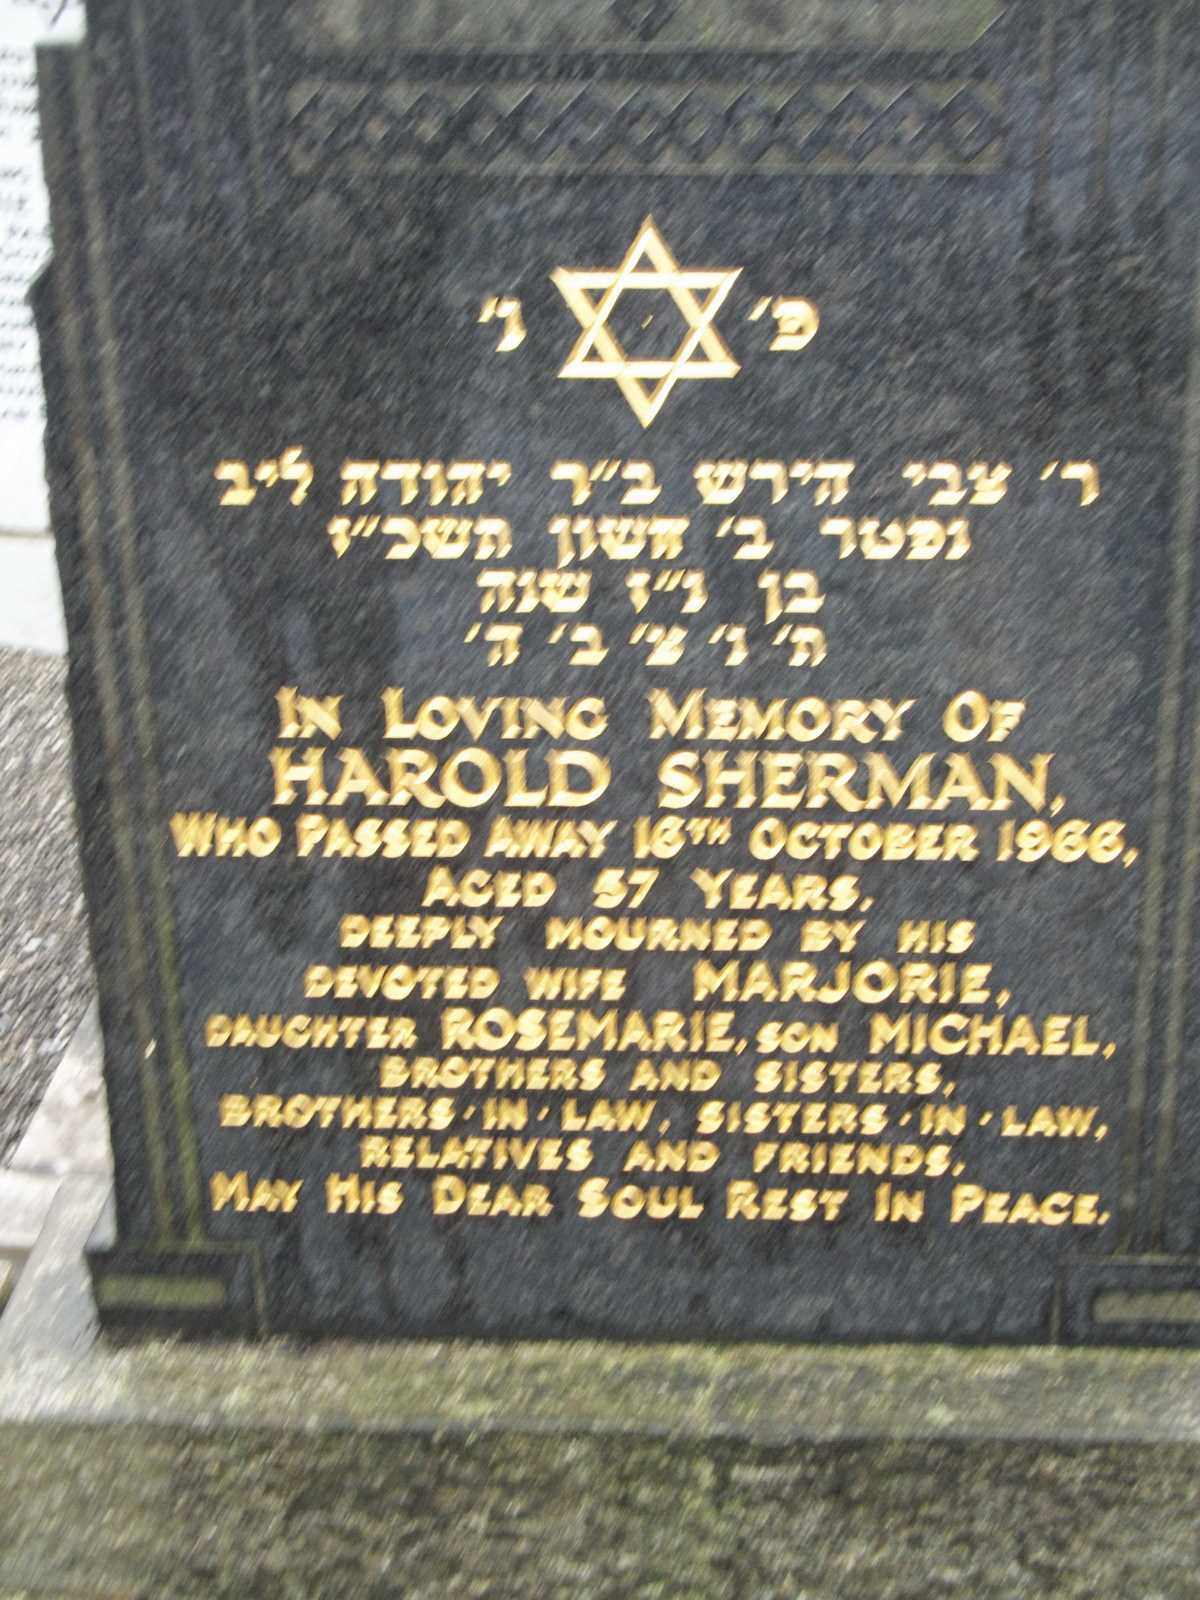 פ׳ נ׳
ר׳ צבי הירש ב״ר יהודה ליב
נפטר ב׳ חשון תשכ״ז
בן נ״ז שנה
ת׳ נ׳ צ׳ ב׳ ה׳
IN LOVING MEMORY OF
HAROLD SHERMAN,
WHO PASSED AWAY 16TH OCTOBER 1966,
AGED 57 YEARS,
DEEPLY MOURNED BY HIS
DEVOTED WIFE MARJORIE,
DAUGHTER ROSEMARIE, SON MICHAEL,
BROTHERS AND SISTERS,
BROTHERS-IN-LAW, SISTERS-IN-LAW,
RELATIVES AND FRIENDS.
MAY HIS DEAR SOUL REST IN PEACE.